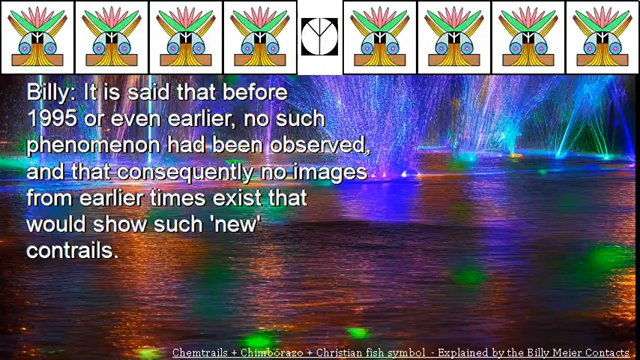 Billy: It is said that before
1995 or even earlier, no such
phenomenon had been observed,
and that consequently no images
from earlier times exist that
would show such 'new'
contrails.
Chemtrails + Chimborazo + Christian fish symbol - Explained by the Billy Meier Contacts